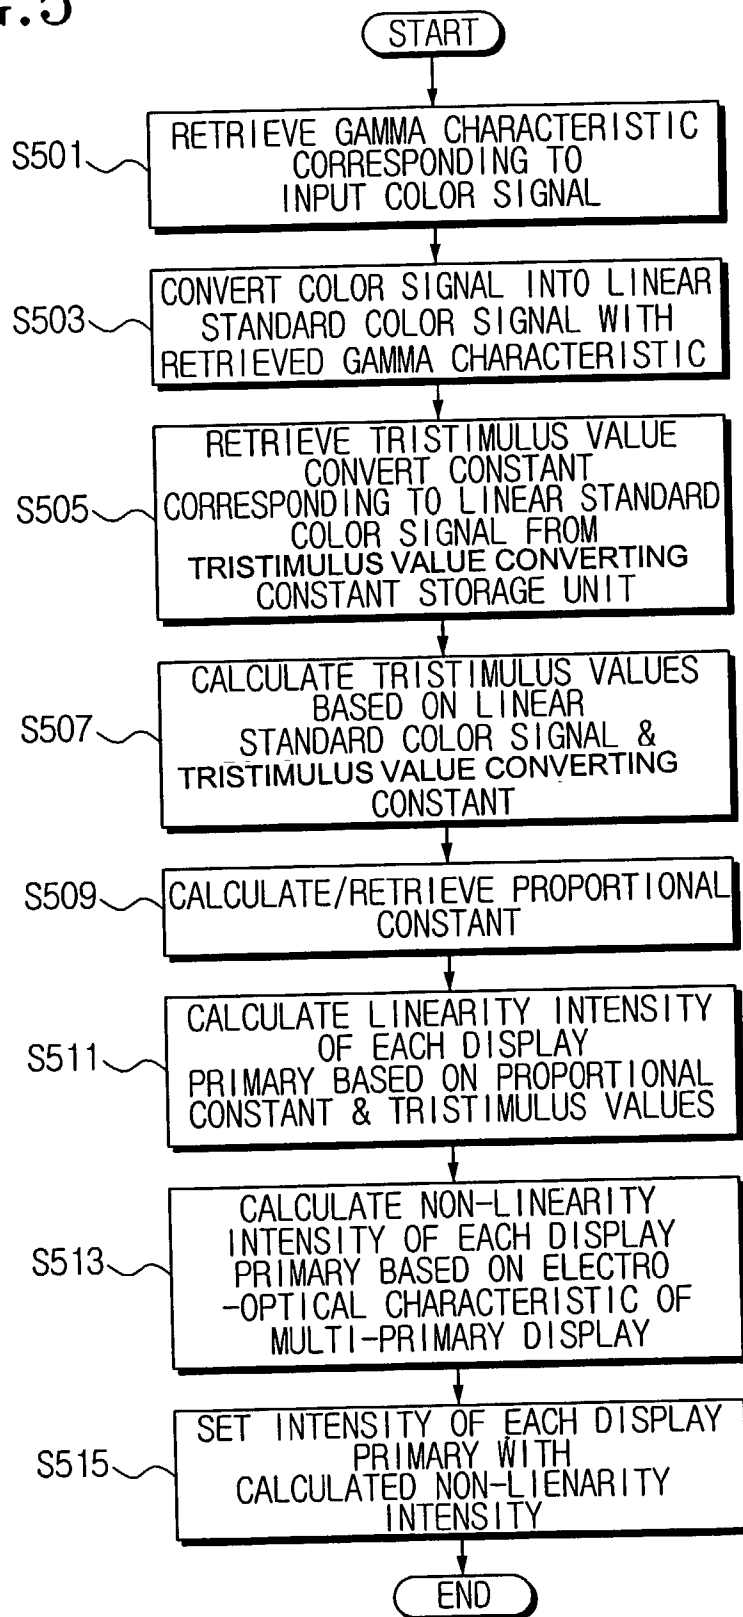 G.5
START
S501
RETRIEVE GAMMA CHARACTERISTIC
CORRESPONDING TO
INPUT COLOR SIGNAL
S503
CONVERT COLOR SIGNAL INTO LINEAR
STANDARD COLOR SIGNAL WITH
RETRIEVED GAMMA CHARACTERISTIC
S505
RETRIEVE TRISTIMULUS VALUE
CONVERT CONSTANT
CORRESPONDING TO LINEAR STANDARD
COLOR SIGNAL FROM
TRISTIMULUS VALUE CONVERTING
CONSTANT STORAGE UNIT
S507
CALCULATE TRISTIMULUS VALUES
BASED ON LINEAR
STANDARD COLOR SIGNAL &
TRISTIMULUS VALUE CONVERTING
CONSTANT
S509
CALCULATE/RETRIEVE PROPORTIONAL
CONSTANT
S511
CALCULATE LINEARITY INTENSITY
OF EACH DISPLAY
PRIMARY BASED ON PROPORTIONAL
CONSTANT & TRISTIMULUS VALUES
S513
CALCULATE NON-LINEARITY
INTENSITY OF EACH DISPLAY
PRIMARY BASED ON ELECTRO
-OPTICAL CHARACTERISTIC OF
MULTI-PRIMARY DISPLAY
S515
SET INTENSITY OF EACH DISPLAY
PRIMARY WITH
CALCULATED NON-LIENARITY
INTENSITY
END